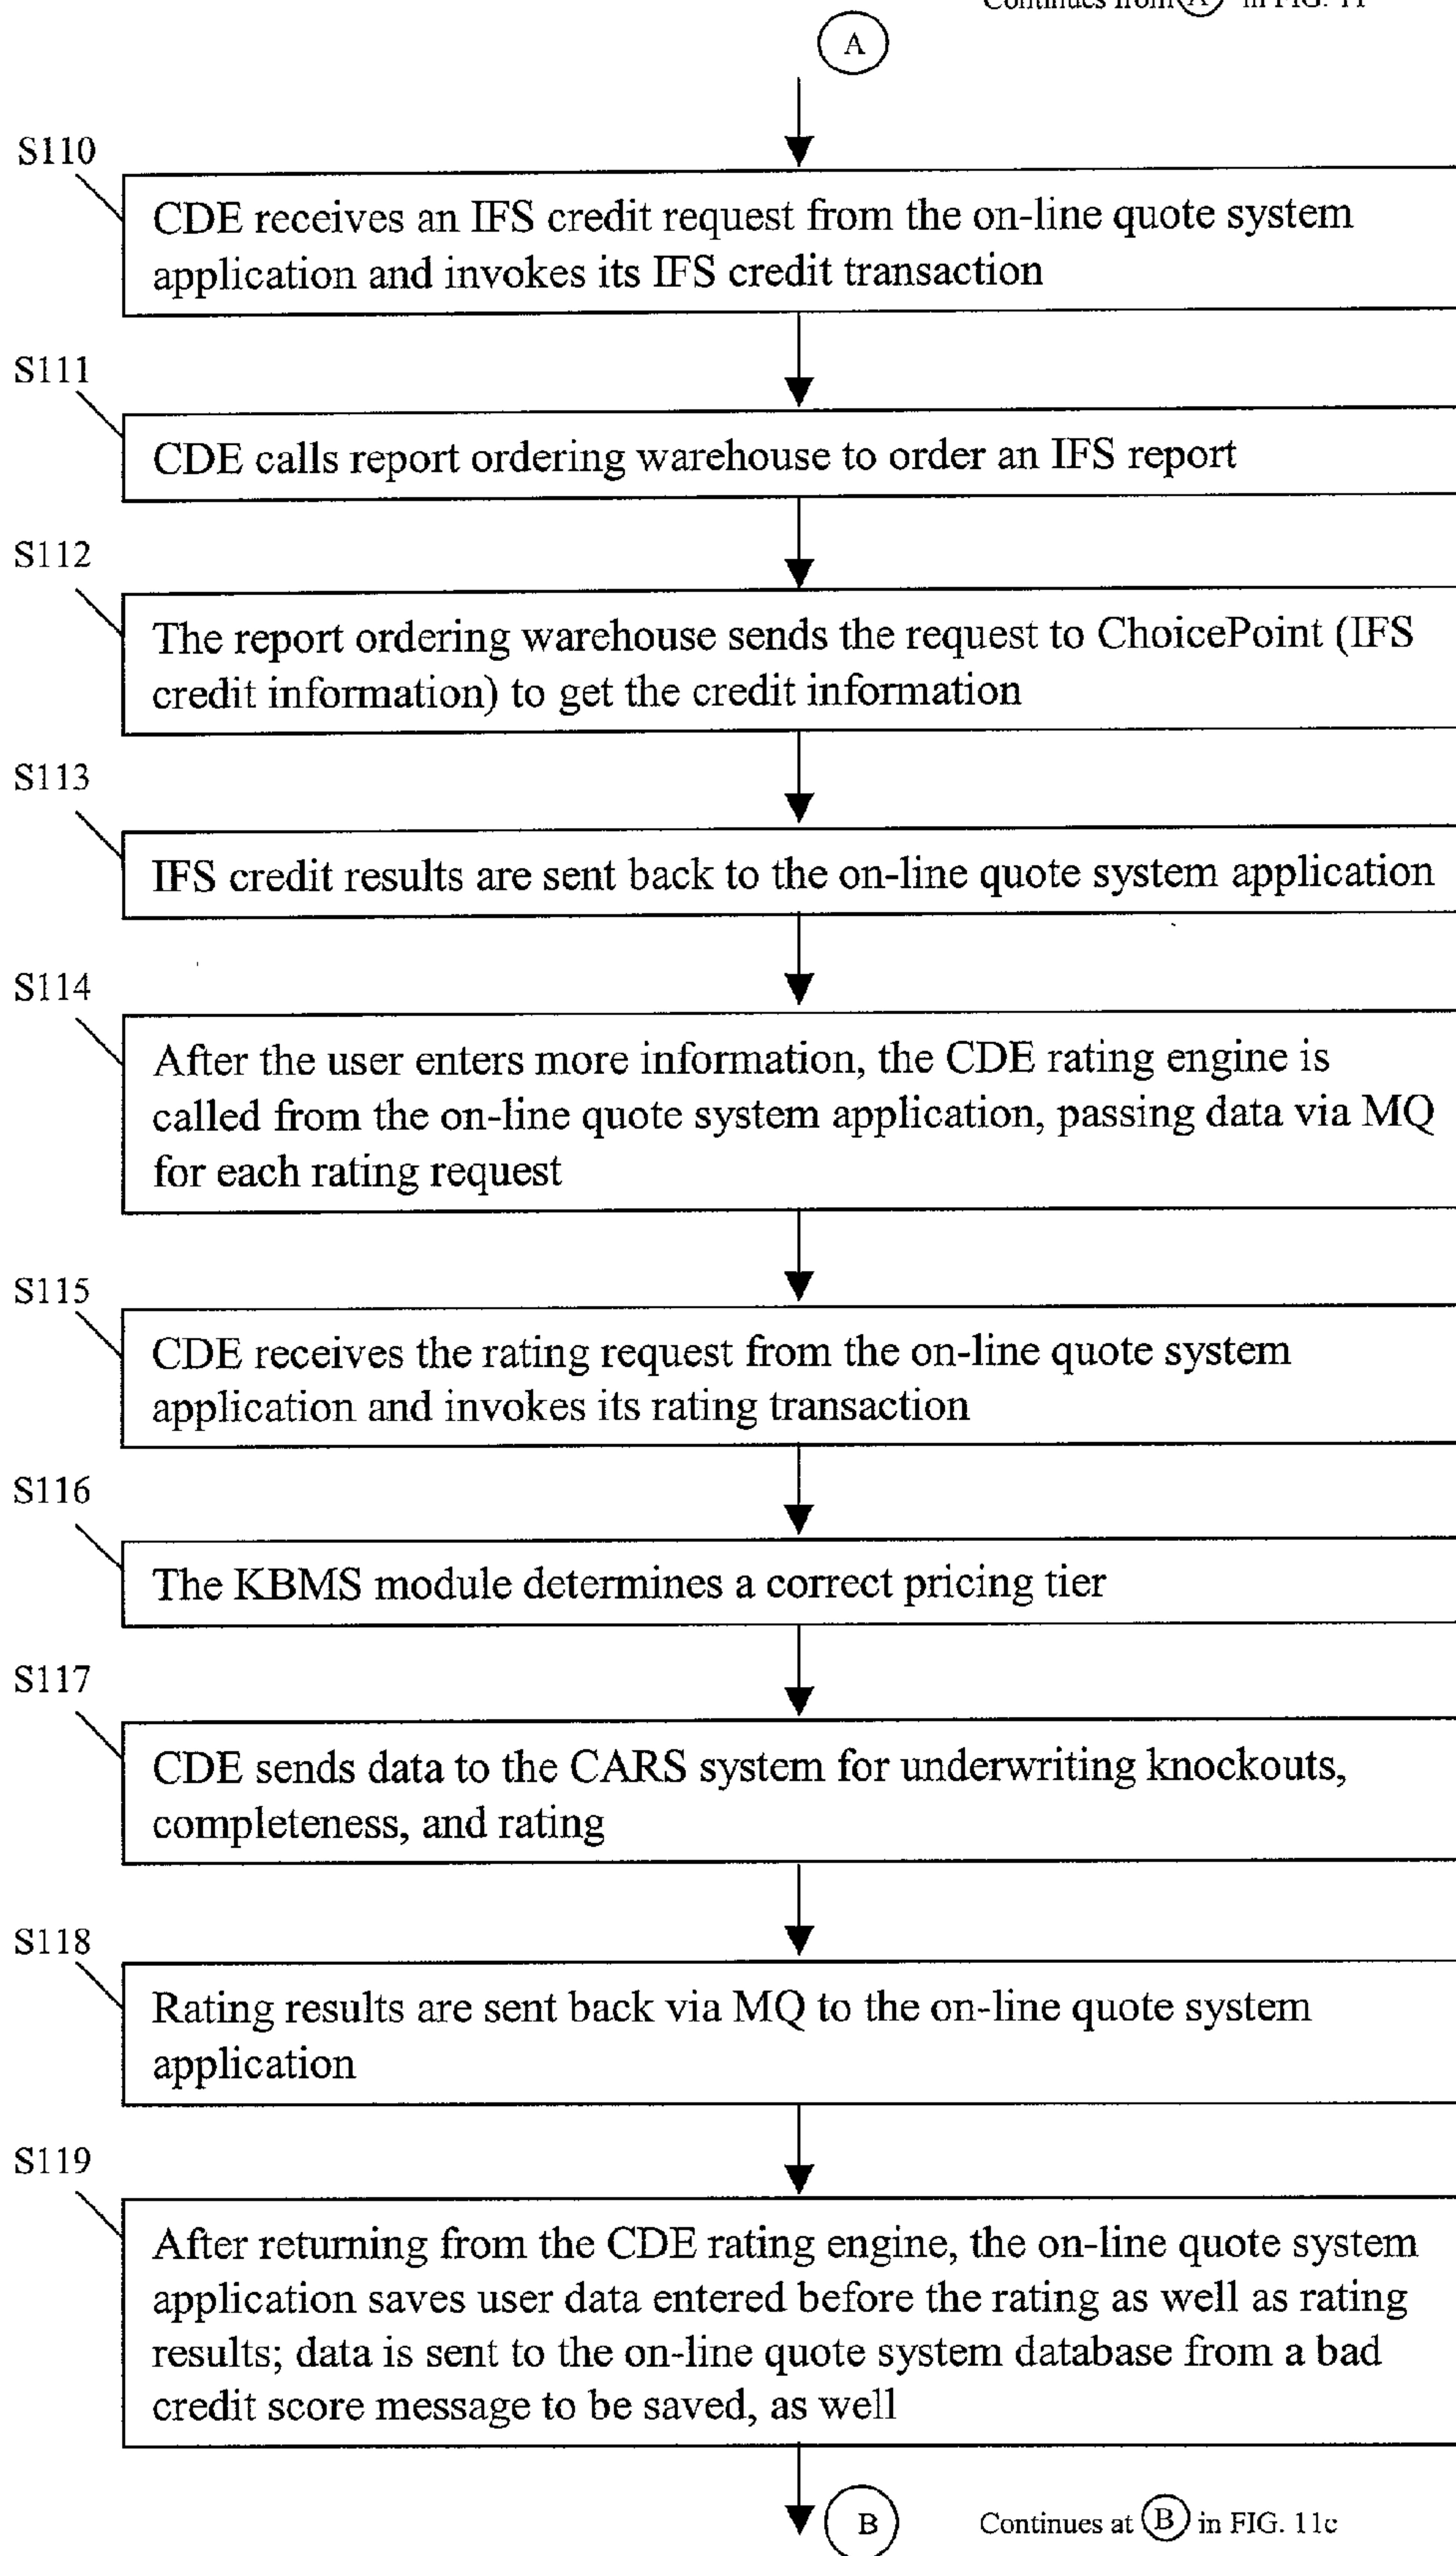 Continues from A in FIG. 11
A
S110
CDE receives an IFS credit request from the on-line quote system
application and invokes its IFS credit transaction
S111
CDE calls report ordering warehouse to order an IFS report
S112
The report ordering warehouse sends the request to ChoicePoint (IFS
credit information) to get the credit information
S113
IFS credit results are sent back to the on-line quote system application
S114
After the user enters more information, the CDE rating engine is
called from the on-line quote system application, passing data via MQ
for each rating request
S115
CDE receives the rating request from the on-line quote system
application and invokes its rating transaction
S116
The KBMS module determines a correct pricing tier
S117
CDE sends data to the CARS system for underwriting knockouts,
completeness, and rating
S118
Rating results are sent back via MQ to the on-line quote system
application
S119
After returning from the CDE rating engine, the on-line quote system
application saves user data entered before the rating as well as rating
results; data is sent to the on-line quote system database from a bad
credit score message to be saved, as well
B
Continues at B in FIG. 11c